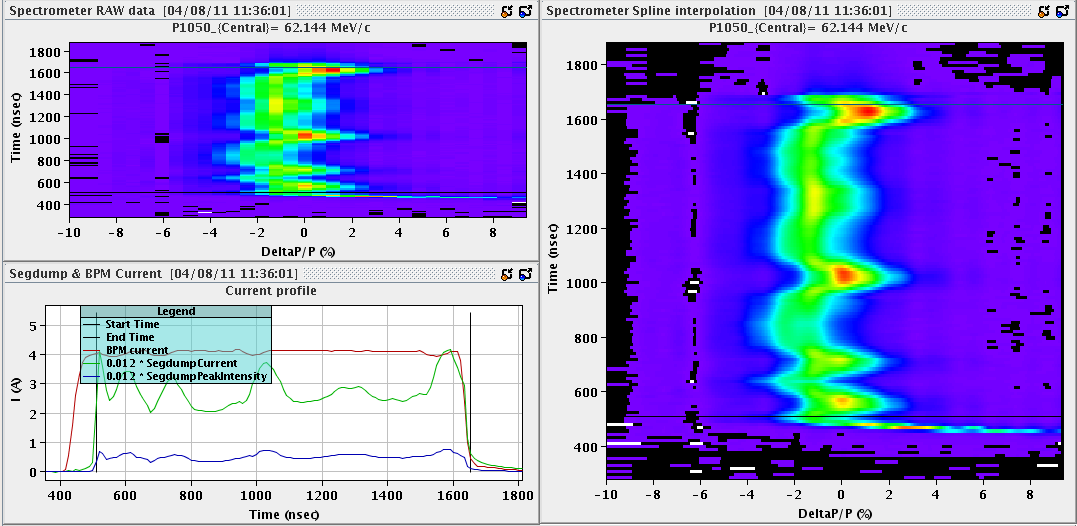 Spectrometer RAW data [04/08/11 11:36:01]
P1050_{Central}= 62.144 MeV/c
1800
1600
1400
1200
1000
800
600
400
Time (nsec)
-10 -8 -6 -4 -2 0 2 4 6 8
DeltaP/P (%)
Segdump & BPM Current [04/08/11 11:36:01]
Current profile
Legend
Start Time
End Time
BPM current
0.012 * SegdumpCurrent
0.012 * SegdumpPeakIntensity
5
4
3
2
1
0
I (A)
400 600 800 1000 1200 1400 1600 1800
Time (nsec)
Spectrometer Spline interpolation [04/08/11 11:36:01]
P1050_{Central}= 62.144 MeV/c
1800
1600
1400
1200
1000
800
600
400
Time (nsec)
-10 -8 -6 -4 -2 0 2 4 6 8
DeltaP/P (%)